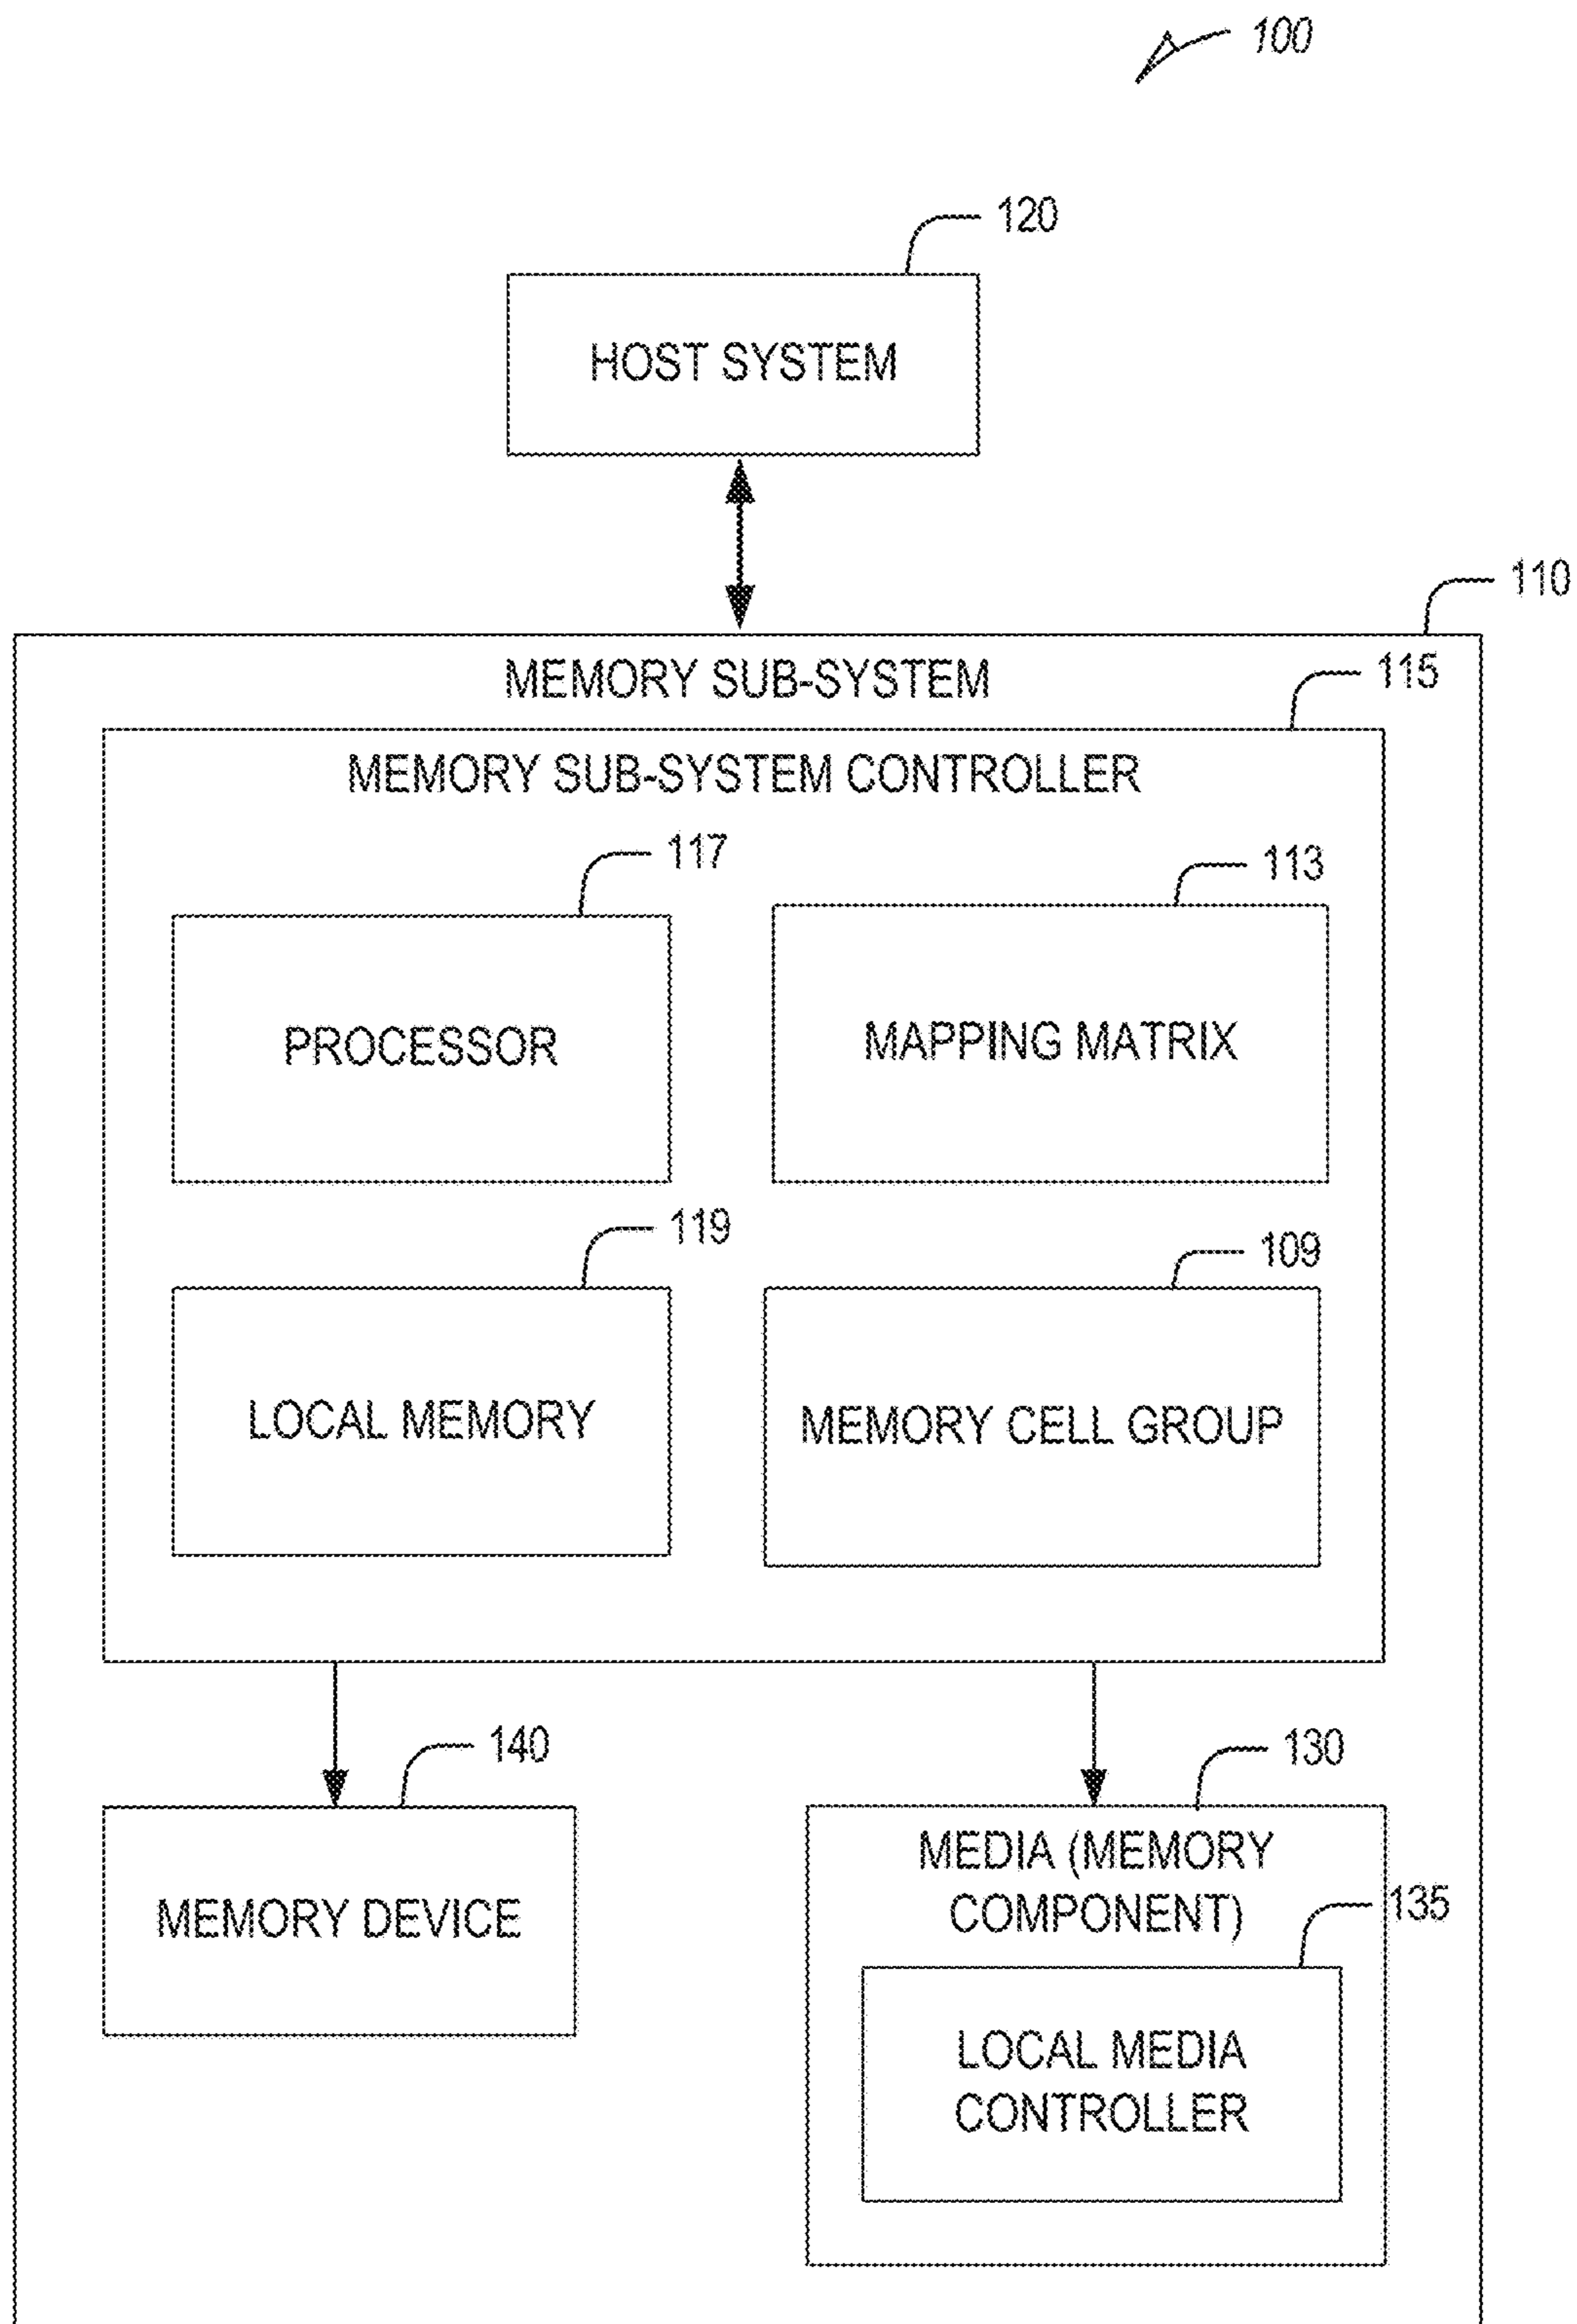 100
120
HOST SYSTEM
110
MEMORY SUB-SYSTEM
115
MEMORY SUB-SYSTEM CONTROLLER
117
113
PROCESSOR
MAPPING MATRIX
119
109
LOCAL MEMORY
MEMORY CELL GROUP
140
130
MEMORY DEVICE
MEDIA (MEMORY
COMPONENT)
135
LOCAL MEDIA
CONTROLLER